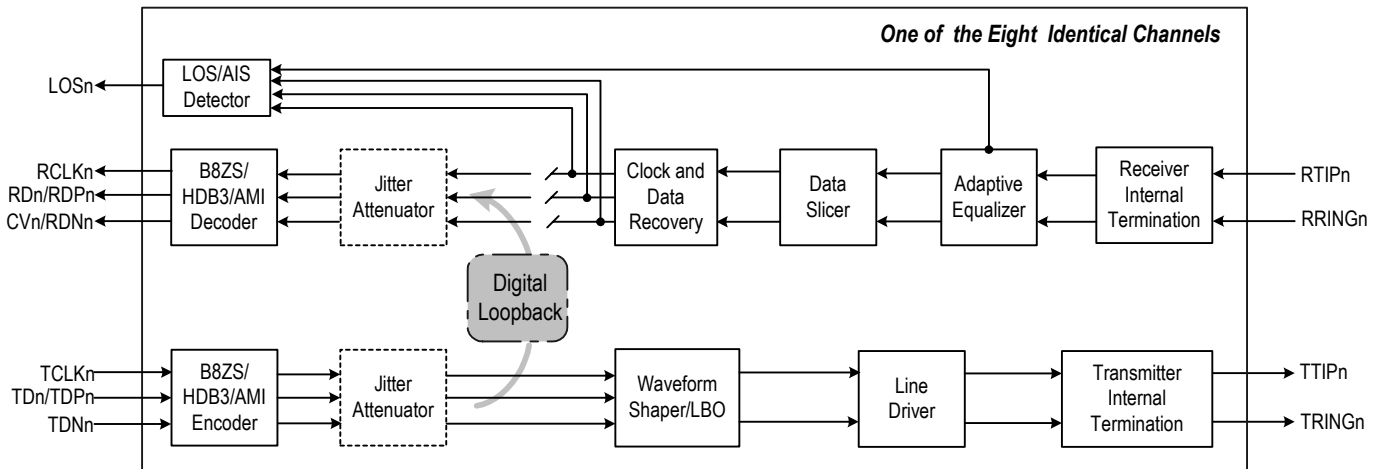 One of the Eight Identical Channels
LOSn
LOS/AIS
Detector
RCLKn
RDn/RDPn
CVn/RDNn
B8ZS/
HDB3/AMI
Decoder
Jitter
Attenuator
Clock and
Data
Recovery
Data
Slicer
Adaptive
Equalizer
Receiver
Internal
Termination
RTIPn
RRINGn
Digital
Loopback
TCLKn
TDn/TDPn
TDNn
B8ZS/
HDB3/AMI
Encoder
Jitter
Attenuator
Waveform
Shaper/LBO
Line
Driver
Transmitter
Internal
Termination
TTIPn
TRINGn